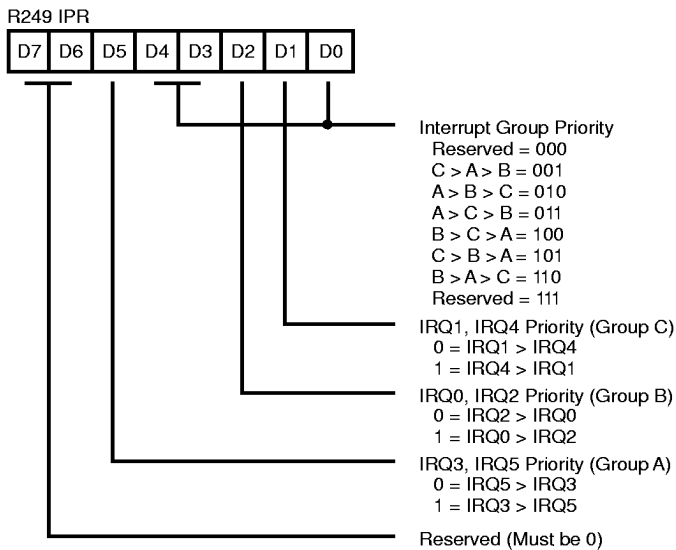 R249 IPR
D7 D6 D5 D4 D3 D2 D1 D0
Interrupt Group Priority
Reserved = 000
C > A > B = 001
A > B > C = 010
A > C > B = 011
B > C > A = 100
C > B > A = 101
B > A > C = 110
Reserved = 111
IRQ1, IRQ4 Priority (Group C)
0 = IRQ1 > IRQ4
1 = IRQ4 > IRQ1
IRQ0, IRQ2 Priority (Group B)
0 = IRQ2 > IRQ0
1 = IRQ0 > IRQ2
IRQ3, IRQ5 Priority (Group A)
0 = IRQ5 > IRQ3
1 = IRQ3 > IRQ5
Reserved (Must be 0)